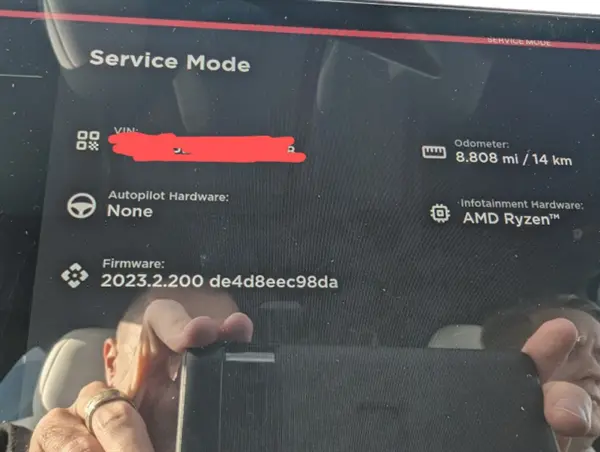 SERVICE MODE
Service Mode
VIN:
Odometer:
8.808 mi / 14 km
Autopilot Hardware:
None
Infotainment Hardware:
AMD Ryzen™
Firmware:
2023.2.200 de4d8eec98da